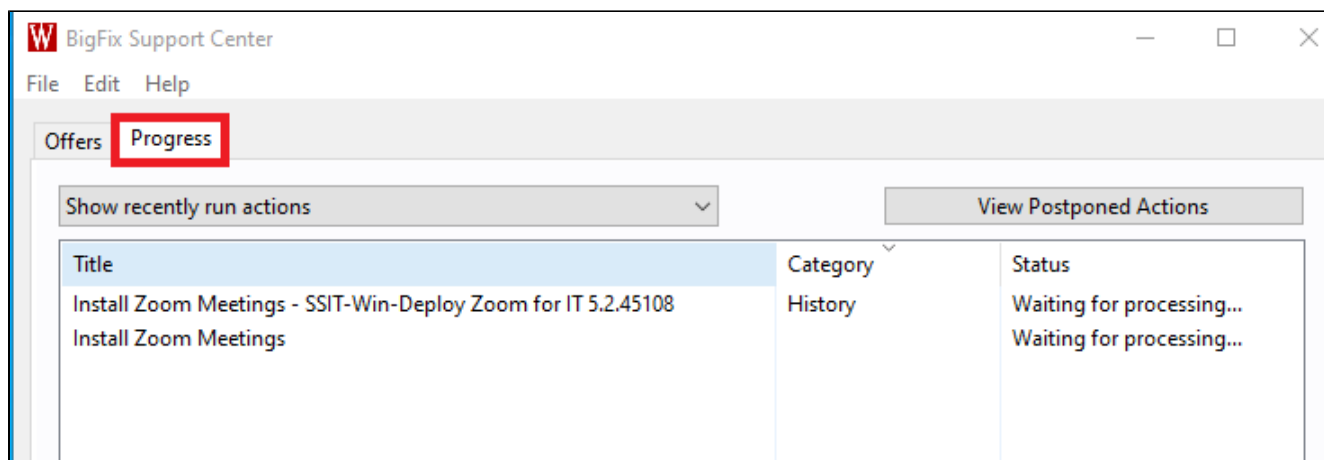 W BigFix Support Center
File Edit Help
Offers Progress
Show recently run actions View Postponed Actions
Title Category Status
Install Zoom Meetings - SSIT-Win-Deploy Zoom for IT 5.2.45108 History Waiting for processing...
Install Zoom Meetings Waiting for processing...